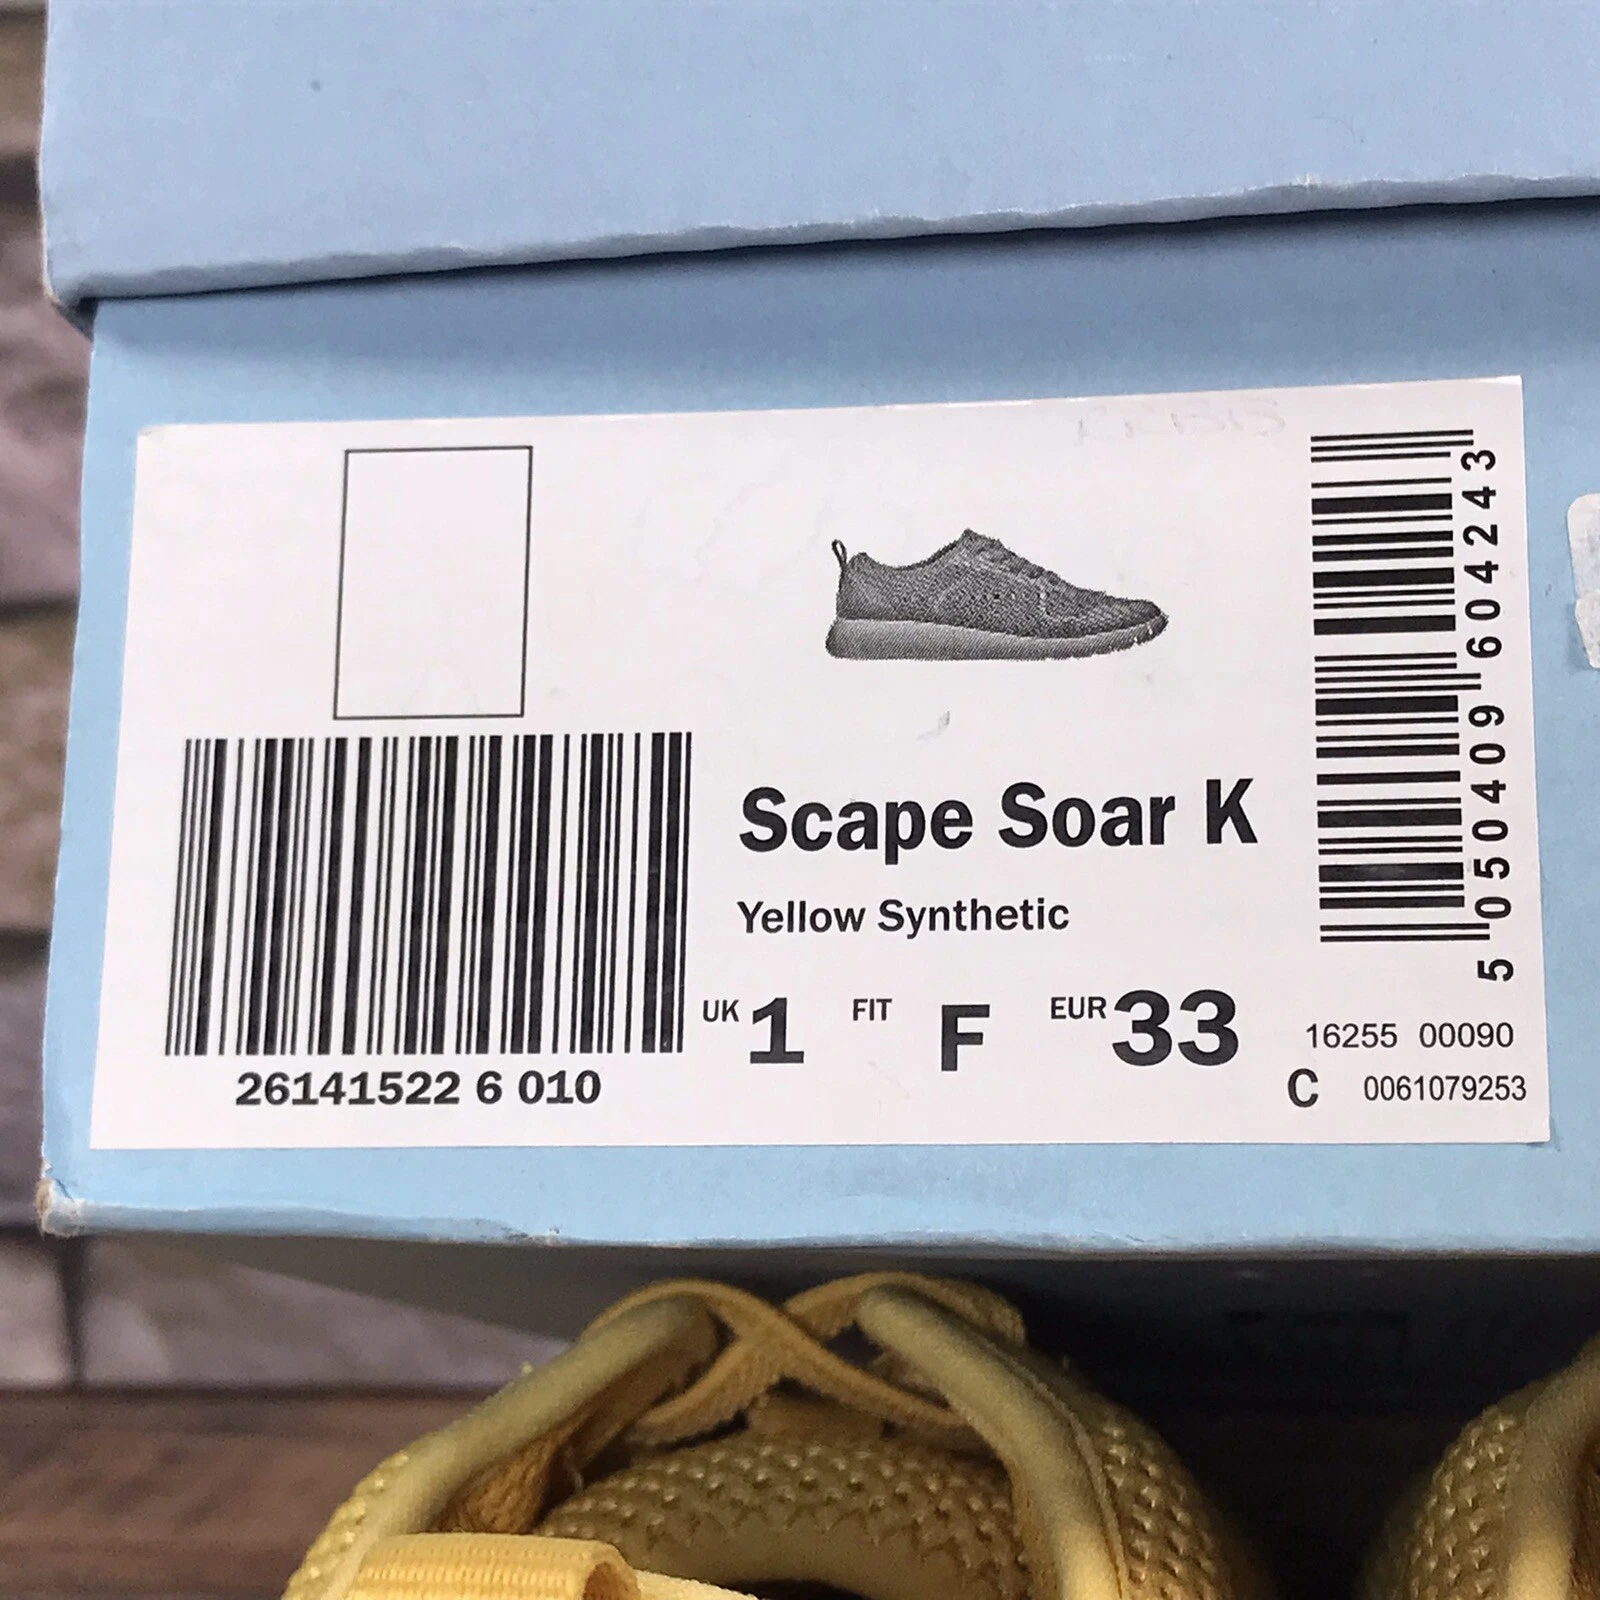 Scape Soar K
Yellow Synthetic
UK 1 FIT F EUR 33
26141522 6 010
5 050409 604243
16255 00090
C 0061079253